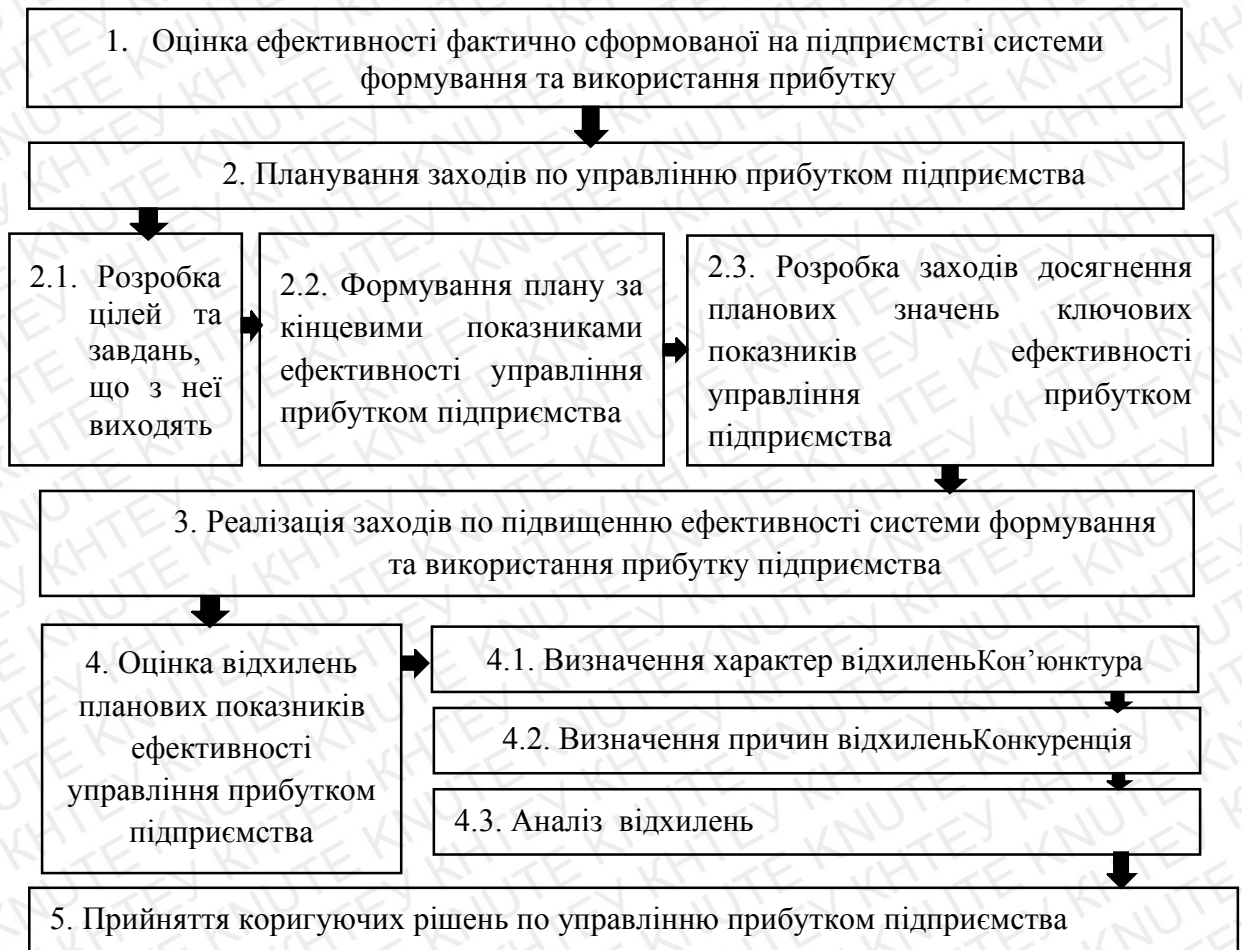 1. Оцінка ефективності фактично сформованої на підприємстві системи
формування та використання прибутку
2. Планування заходів по управлінню прибутком підприємства
2.1. Розробка
цілей та
завдань,
що з неї
виходять
2.2. Формування плану за
кінцевими показниками
ефективності управління
прибутком підприємства
2.3. Розробка заходів досягнення
планових значень ключових
показників ефективності
управління прибутком
підприємства
3. Реалізація заходів по підвищенню ефективності системи формування
та використання прибутку підприємства
4. Оцінка відхилень
планових показників
ефективності
управління прибутком
підприємства
4.1. Визначення характер відхиленьКон’юнктура
4.2. Визначення причин відхиленьКонкуренція
4.3. Аналіз відхилень
5. Прийняття коригуючих рішень по управлінню прибутком підприємства